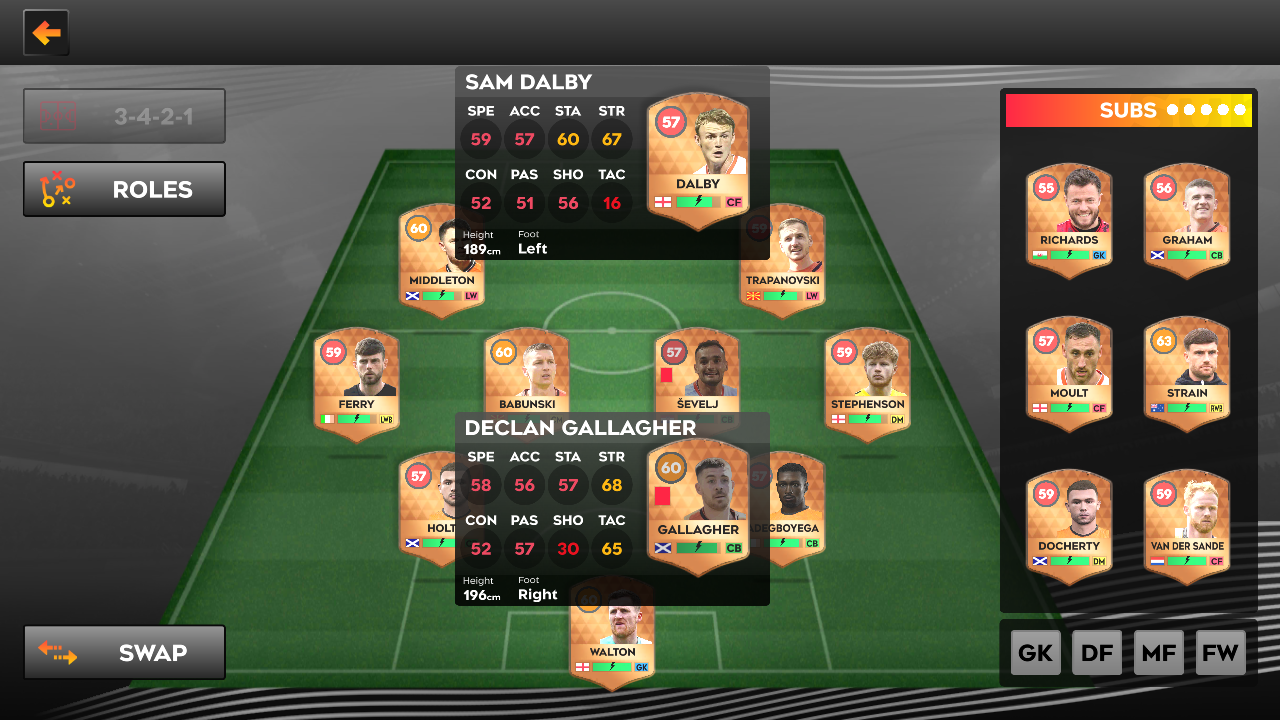 SAM DALBY
SPE ACC STA STR
59 57 60 67
CON PAS SHO TAC
52 51 56 16
Height Foot
189cm Left
57
DALBY
CF
3-4-2-1
ROLES
SUBS
60
MIDDLETON
LW
59
TRAPANOVSKI
LW
59
FERRY
LWB
60
BABUNSKI
57
ŠEVELJ
CB
59
STEPHENSON
DM
DECLAN GALLAGHER
SPE ACC STA STR
58 56 57 68
CON PAS SHO TAC
52 57 30 65
Height Foot
196cm Right
60
GALLAGHER
CB
57
HOLT
57
ADEGBOYEGA
CB
60
WALTON
GK
55
RICHARDS
GK
56
GRAHAM
CB
57
MOULT
CF
63
STRAIN
RWB
59
DOCHERTY
DM
59
VAN DER SANDE
CF
SWAP
GK DF MF FW